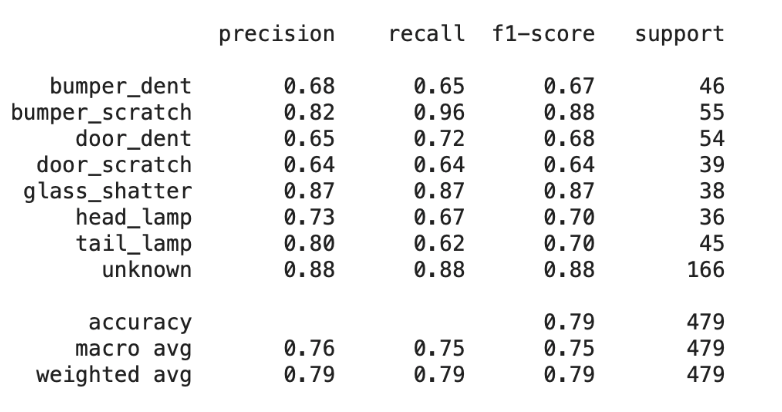 precision recall f1-score support
bumper_dent 0.68 0.65 0.67 46
bumper_scratch 0.82 0.96 0.88 55
door_dent 0.65 0.72 0.68 54
door_scratch 0.64 0.64 0.64 39
glass_shatter 0.87 0.87 0.87 38
head_lamp 0.73 0.67 0.70 36
tail_lamp 0.80 0.62 0.70 45
unknown 0.88 0.88 0.88 166
accuracy 0.79 479
macro avg 0.76 0.75 0.75 479
weighted avg 0.79 0.79 0.79 479